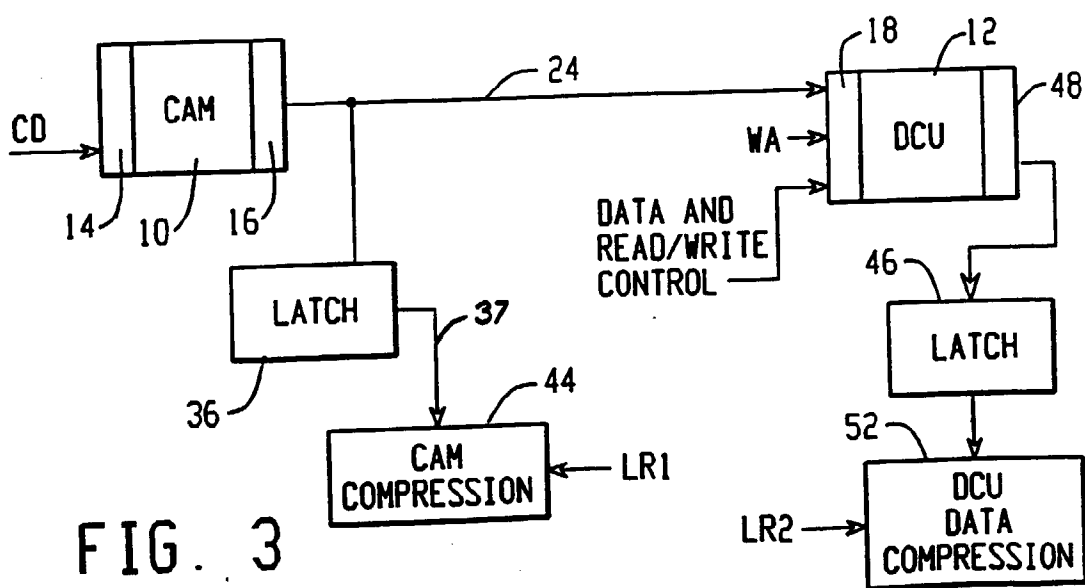 18
12
24
48
CD
CAM
WA
DCU
14
10
16
DATA AND
READ/WRITE
CONTROL
46
LATCH
37
LATCH
36
44
52
CAM
COMPRESSION
LR1
DCU
DATA
COMPRESSION
LR2
FIG. 3